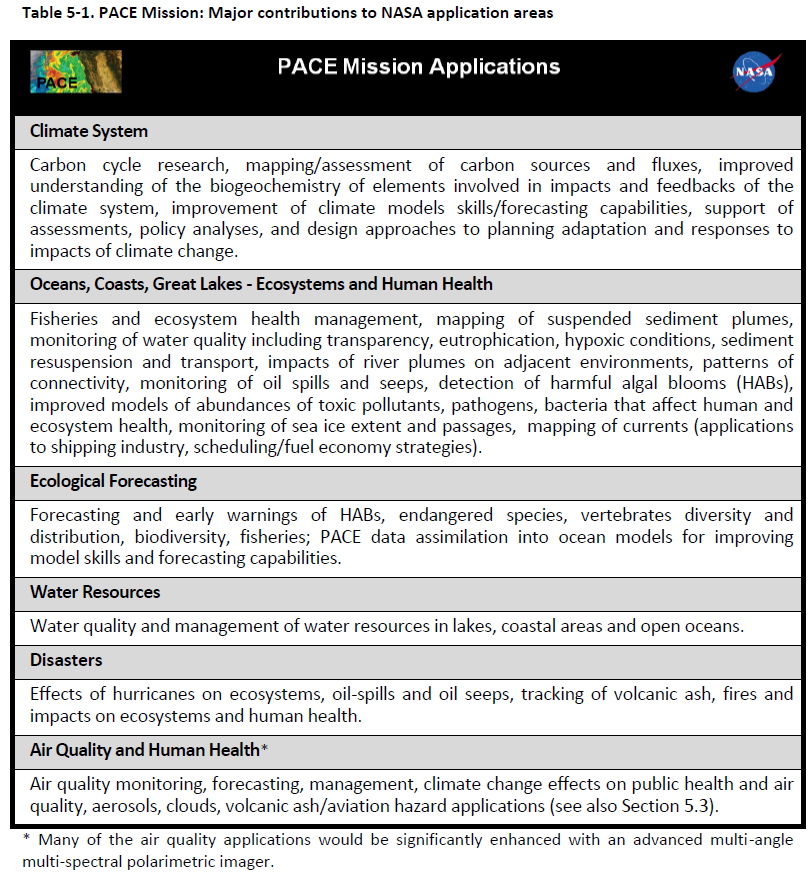 Table 5-1. PACE Mission: Major contributions to NASA application areas
PACE
PACE Mission Applications
NASA
Climate System
Carbon cycle research, mapping/assessment of carbon sources and fluxes, improved
understanding of the biogeochemistry of elements involved in impacts and feedbacks of the
climate system, improvement of climate models skills/forecasting capabilities, support of
assessments, policy analyses, and design approaches to planning adaptation and responses to
impacts of climate change.
Oceans, Coasts, Great Lakes - Ecosystems and Human Health
Fisheries and ecosystem health management, mapping of suspended sediment plumes,
monitoring of water quality including transparency, eutrophication, hypoxic conditions, sediment
resuspension and transport, impacts of river plumes on adjacent environments, patterns of
connectivity, monitoring of oil spills and seeps, detection of harmful algal blooms (HABs),
improved models of abundances of toxic pollutants, pathogens, bacteria that affect human and
ecosystem health, monitoring of sea ice extent and passages, mapping of currents (applications
to shipping industry, scheduling/fuel economy strategies).
Ecological Forecasting
Forecasting and early warnings of HABs, endangered species, vertebrates diversity and
distribution, biodiversity, fisheries; PACE data assimilation into ocean models for improving
model skills and forecasting capabilities.
Water Resources
Water quality and management of water resources in lakes, coastal areas and open oceans.
Disasters
Effects of hurricanes on ecosystems, oil-spills and oil seeps, tracking of volcanic ash, fires and
impacts on ecosystems and human health.
Air Quality and Human Health*
Air quality monitoring, forecasting, management, climate change effects on public health and air
quality, aerosols, clouds, volcanic ash/aviation hazard applications (see also Section 5.3).
* Many of the air quality applications would be significantly enhanced with an advanced multi-angle
multi-spectral polarimetric imager.